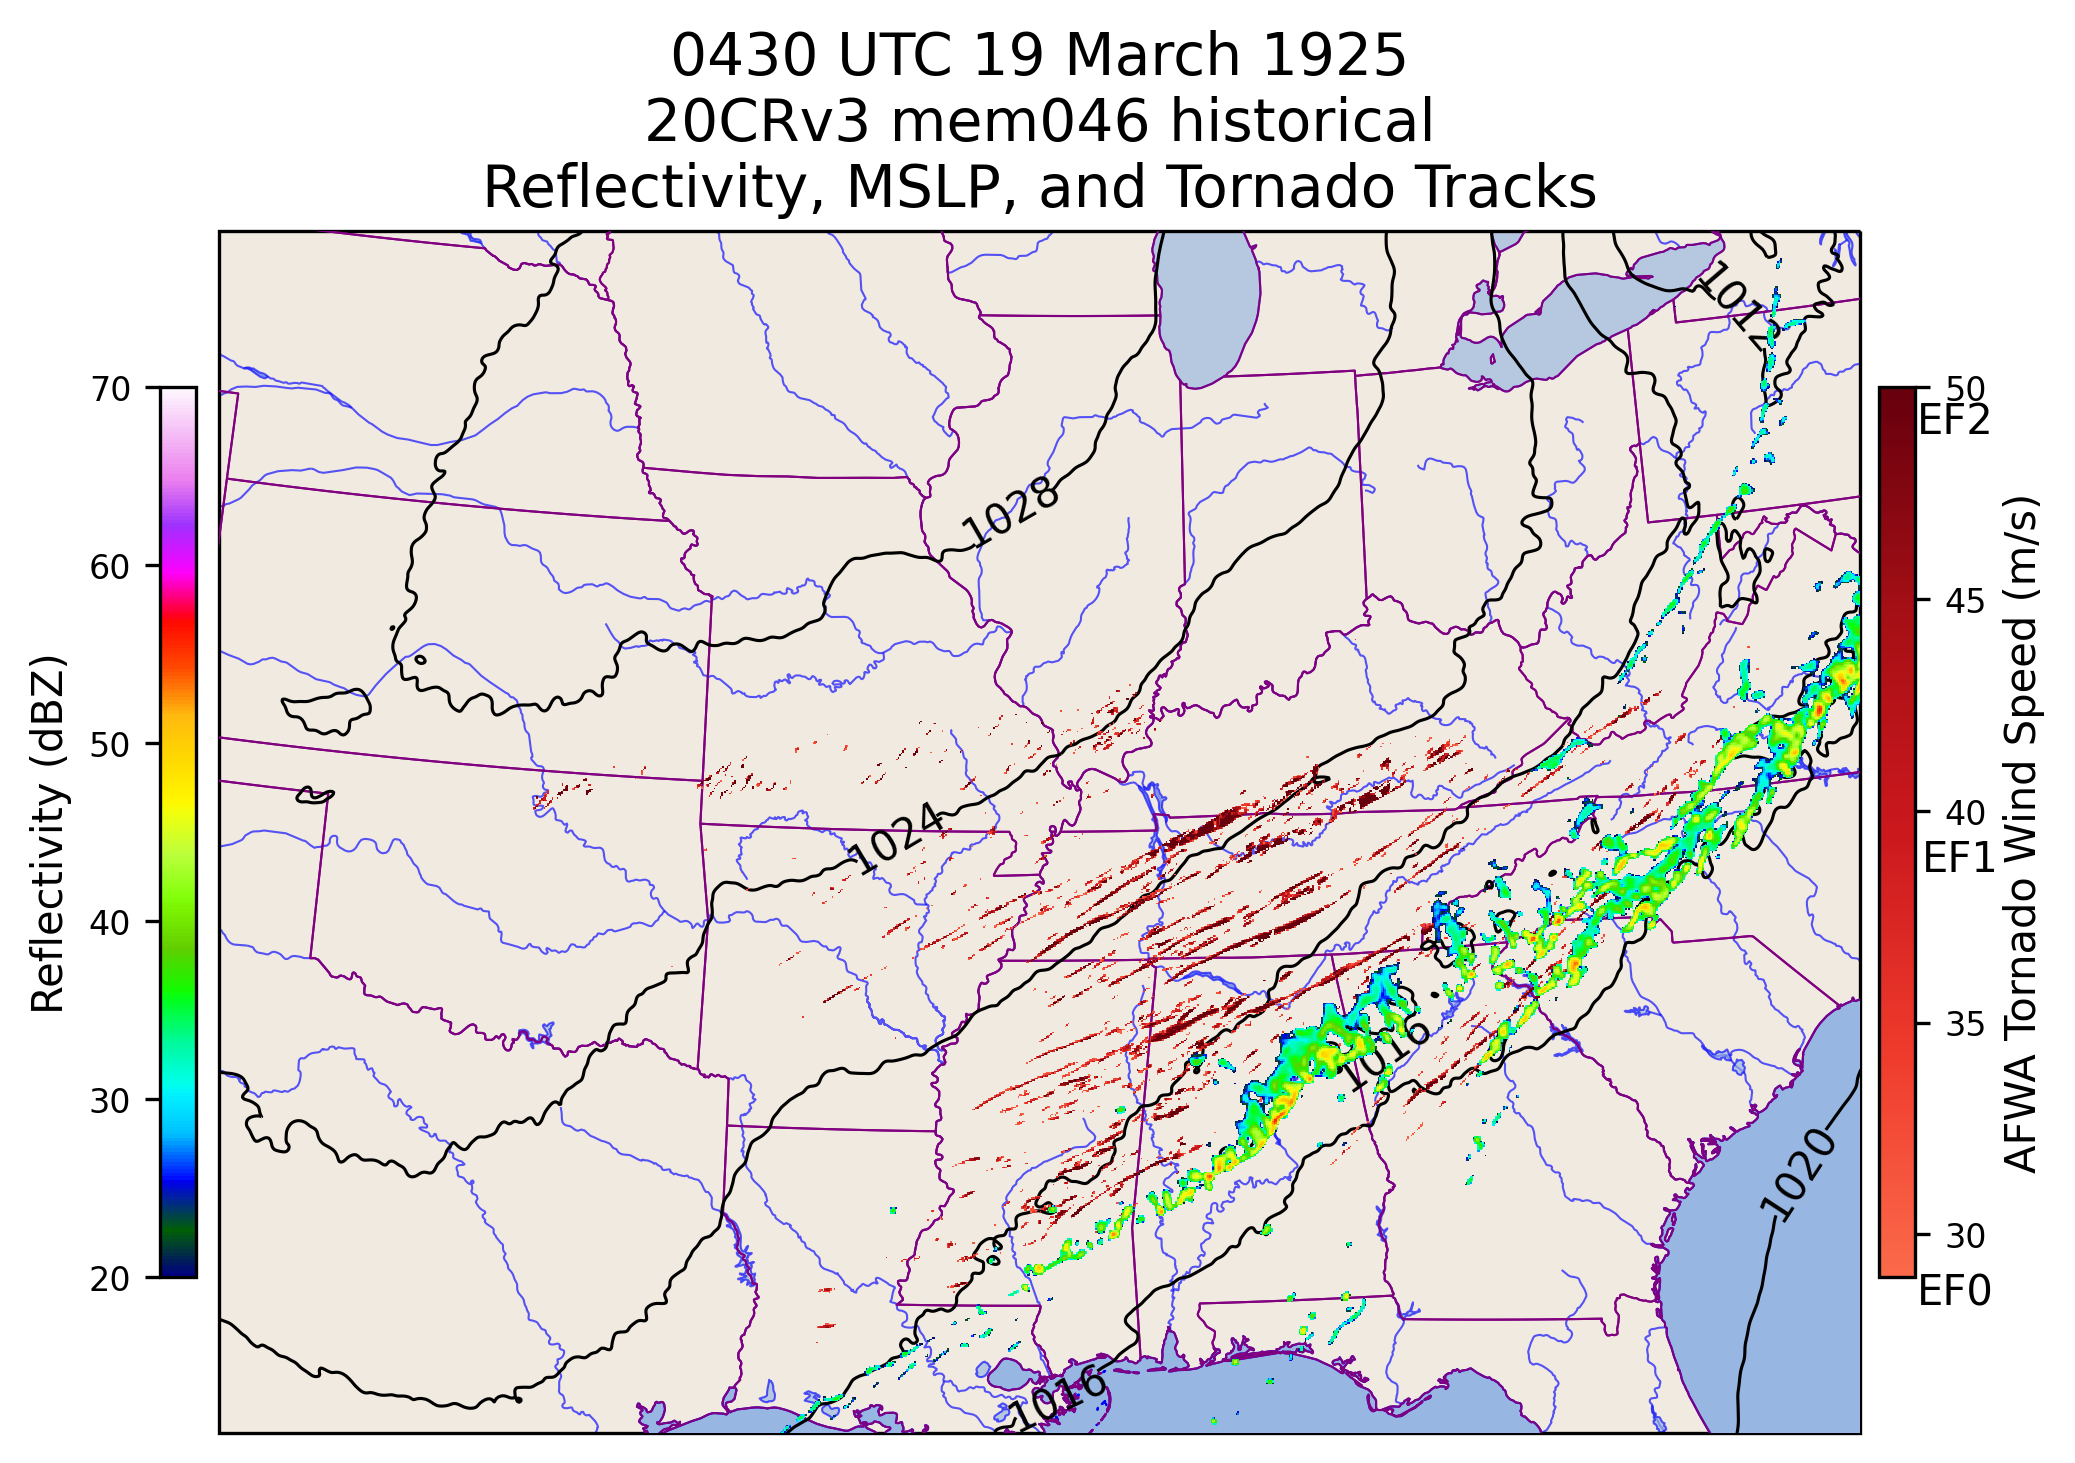 0430 UTC 19 March 1925
20CRv3 mem046 historical
Reflectivity, MSLP, and Tornado Tracks
Reflectivity (dBZ)
70
60
50
40
30
20
1012
1028
1024
1016
1020
1016
50
EF2
45
40
EF1
35
30
EF0
AFWA Tornado Wind Speed (m/s)